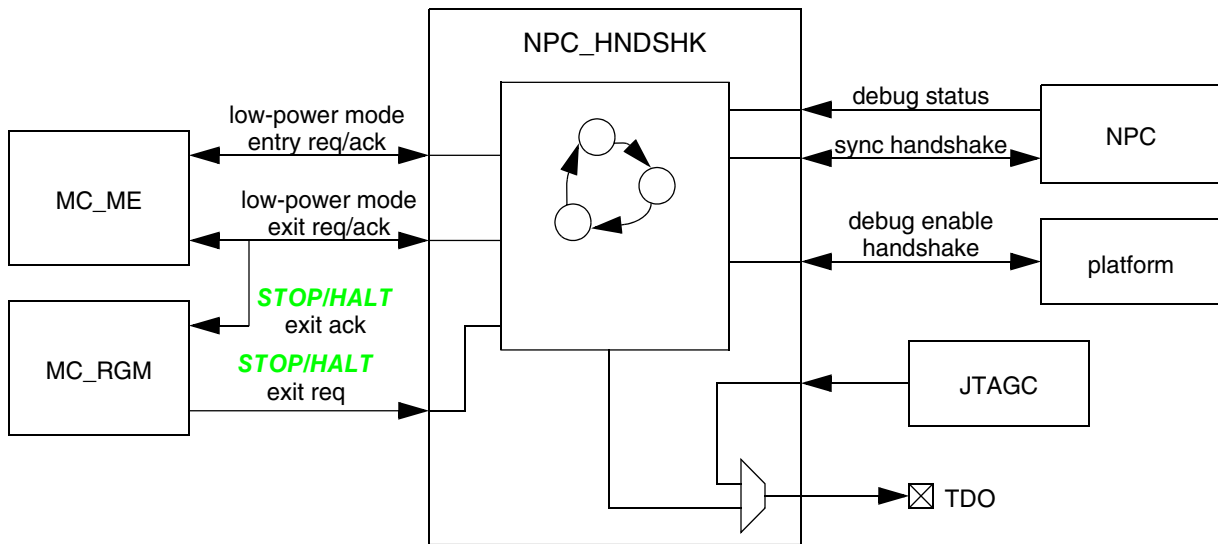 NPC_HNDSHK
low-power mode
entry req/ack
MC_ME
low-power mode
exit req/ack
STOP/HALT
exit ack
MC_RGM
STOP/HALT
exit req
debug status
NPC
sync handshake
debug enable
handshake
platform
JTAGC
TDO